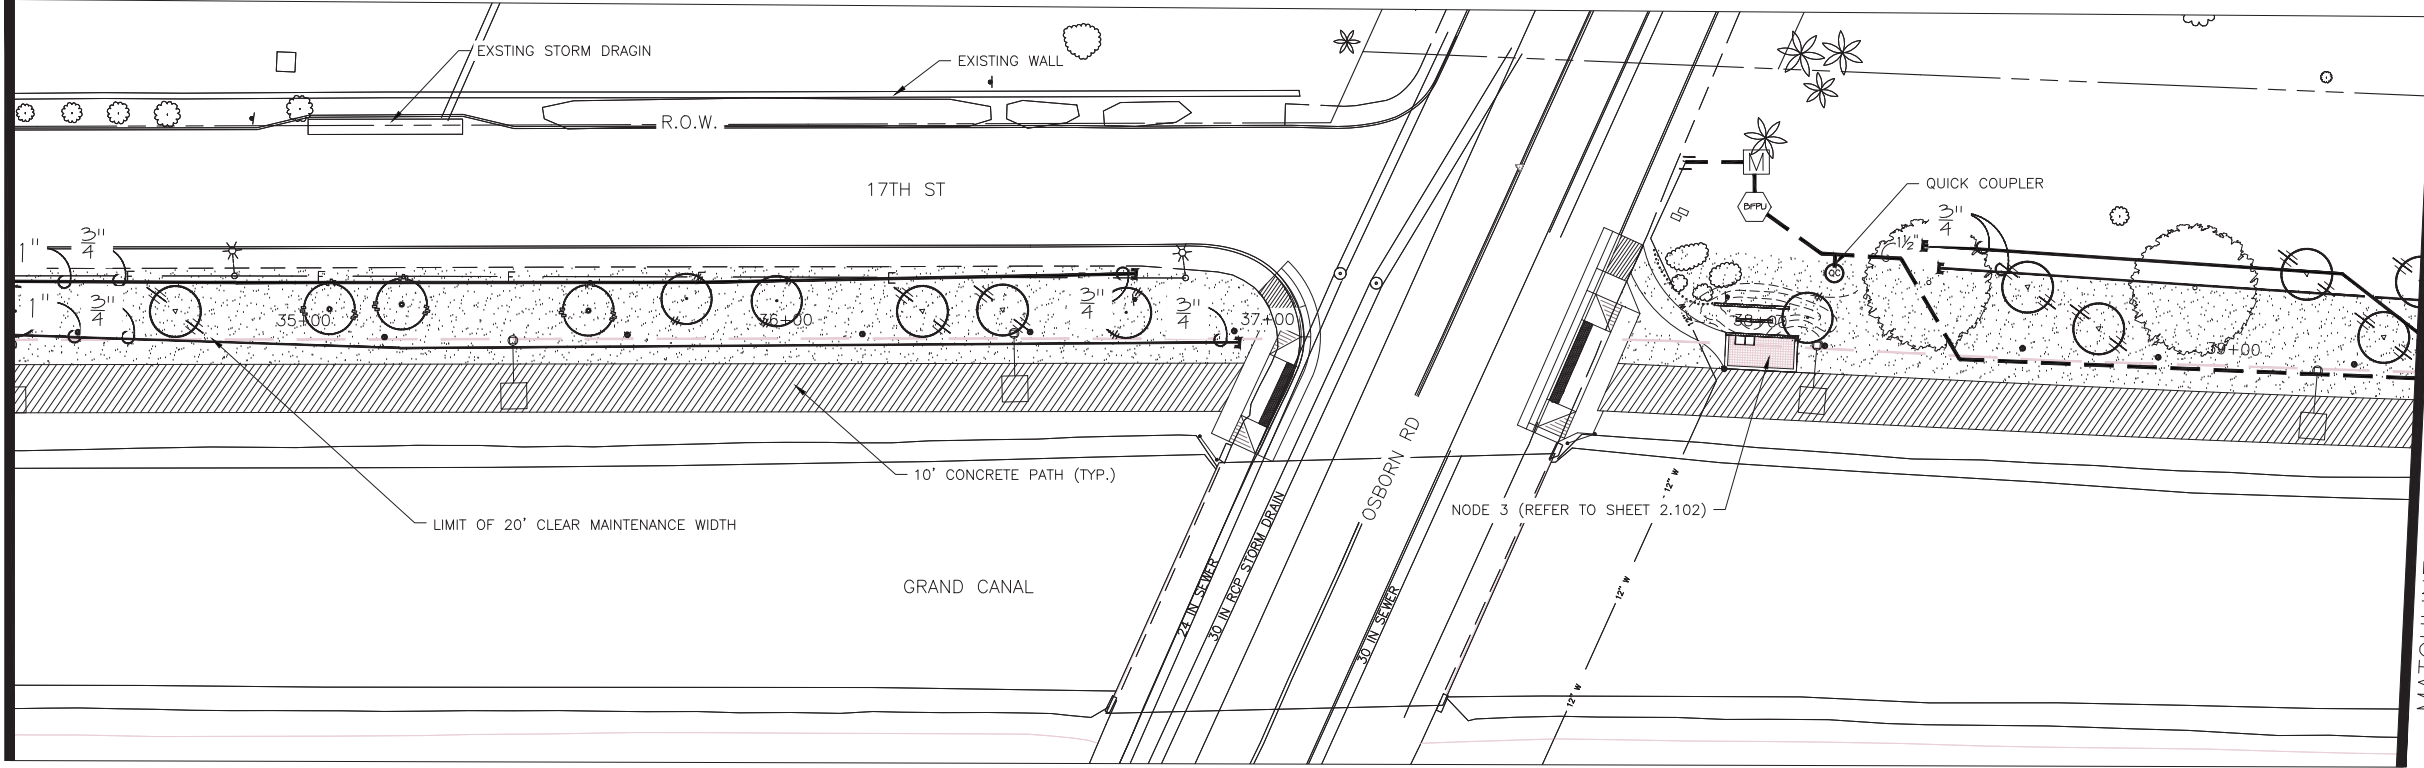 EXSTING STORM DRAGIN
EXISTING WALL
R.O.W.
17TH ST
M
BFPU
QUICK COUPLER
1" 3/4"
3/4"
1½"
QC
E E E E E
1" 3/4"
35+00
36+00
3/4"
3/4"
37+00
38+00
39+00
10' CONCRETE PATH (TYP.)
LIMIT OF 20' CLEAR MAINTENANCE WIDTH
OSBORN RD
12" W
NODE 3 (REFER TO SHEET 2.102)
GRAND CANAL
24 IN SEWER
30 IN RCP STORM DRAIN
30 IN SEWER
12" W
12" W